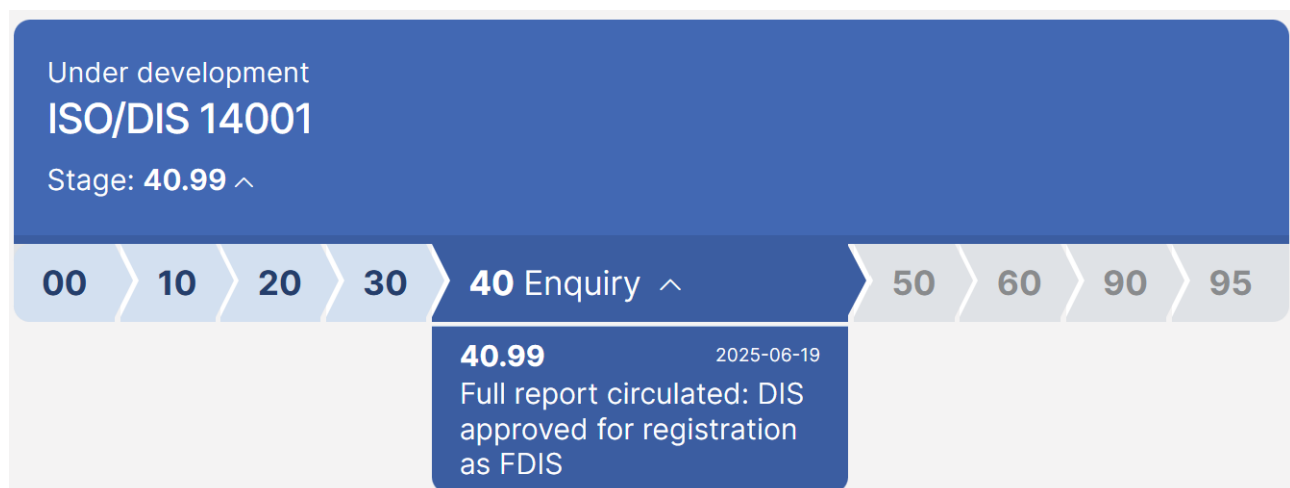 Under development
ISO/DIS 14001
Stage: 40.99
00 10 20 30 40 Enquiry 50 60 90 95
40.99 2025-06-19
Full report circulated: DIS
approved for registration
as FDIS